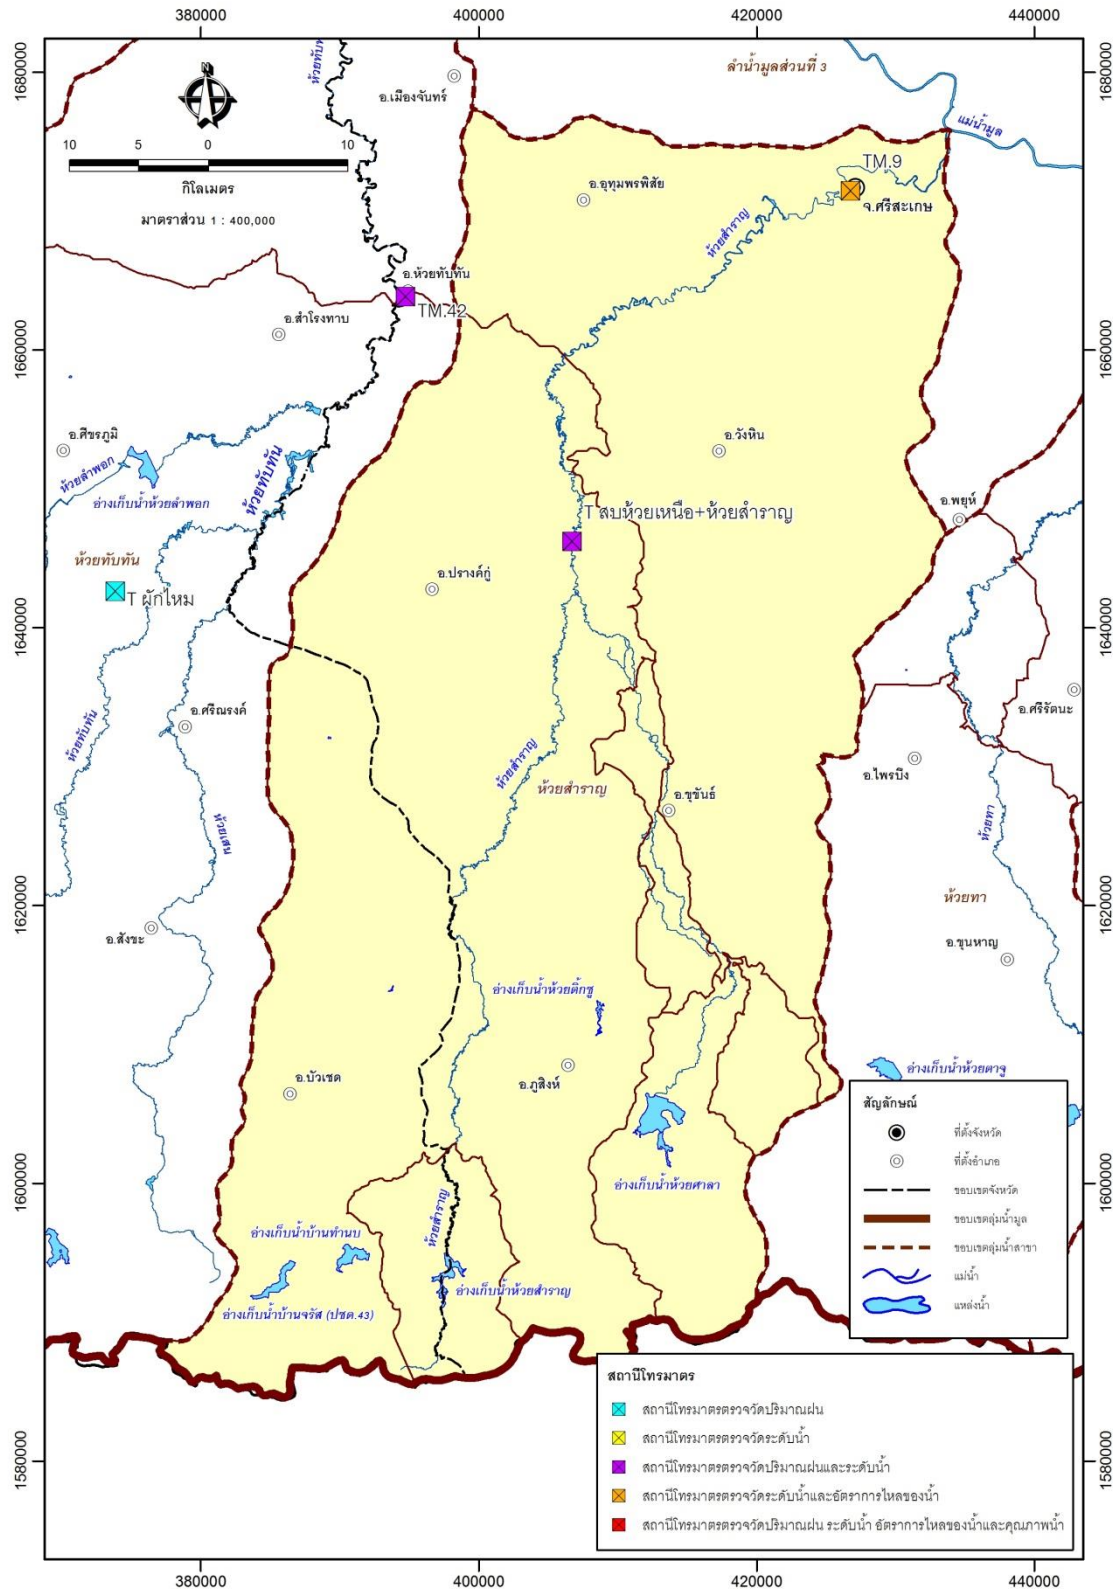 380000
400000
420000
440000
1680000
1660000
1640000
1620000
1600000
1580000
1680000
1660000
1640000
1620000
1600000
1580000
N
10 5 0 10
กิโลเมตร
มาตราส่วน 1 : 400,000
ห้วยทับทัน
อ.เมืองจันทร์
ลำน้ำมูลส่วนที่ 3
แม่น้ำมูล
TM.9
จ.ศรีสะเกษ
อ.อุทุมพรพิสัย
ห้วยสำราญ
อ.ห้วยทับทัน
TM.42
อ.สำโรงทาบ
อ.ศีขรภูมิ
ห้วยลำพอก
อ่างเก็บน้ำห้วยลำพอก
ห้วยทับทัน
อ.วังหิน
อ.พยุห์
T สบห้วยเหนือ+ห้วยสำราญ
ห้วยทับทัน
T ผักไหม
อ.ปรางค์กู่
อ.ศรีณรงค์
ห้วยทับทัน
อ.ศรีรัตนะ
อ.ไพรบึง
ห้วยสำราญ
ห้วยสำราญ
อ.ขุขันธ์
ห้วยเสน
ห้วยทา
ห้วยทา
อ.สังขะ
อ.ขุนหาญ
อ่างเก็บน้ำห้วยติ๊กชู
อ.บัวเชด
อ.ภูสิงห์
อ่างเก็บน้ำห้วยตาจู
อ่างเก็บน้ำห้วยศาลา
อ่างเก็บน้ำบ้านทำนบ
ห้วยสำราญ
อ่างเก็บน้ำห้วยสำราญ
อ่างเก็บน้ำบ้านจรัส (ปชด.43)
สัญลักษณ์
ที่ตั้งจังหวัด
ที่ตั้งอำเภอ
ขอบเขตจังหวัด
ขอบเขตลุ่มน้ำมูล
ขอบเขตลุ่มน้ำสาขา
แม่น้ำ
แหล่งน้ำ
สถานีโทรมาตร
สถานีโทรมาตรตรวจวัดปริมาณฝน
สถานีโทรมาตรตรวจวัดระดับน้ำ
สถานีโทรมาตรตรวจวัดปริมาณฝนและระดับน้ำ
สถานีโทรมาตรตรวจวัดระดับน้ำและอัตราการไหลของน้ำ
สถานีโทรมาตรตรวจวัดปริมาณฝน ระดับน้ำ อัตราการไหลของน้ำและคุณภาพน้ำ
380000
400000
420000
440000